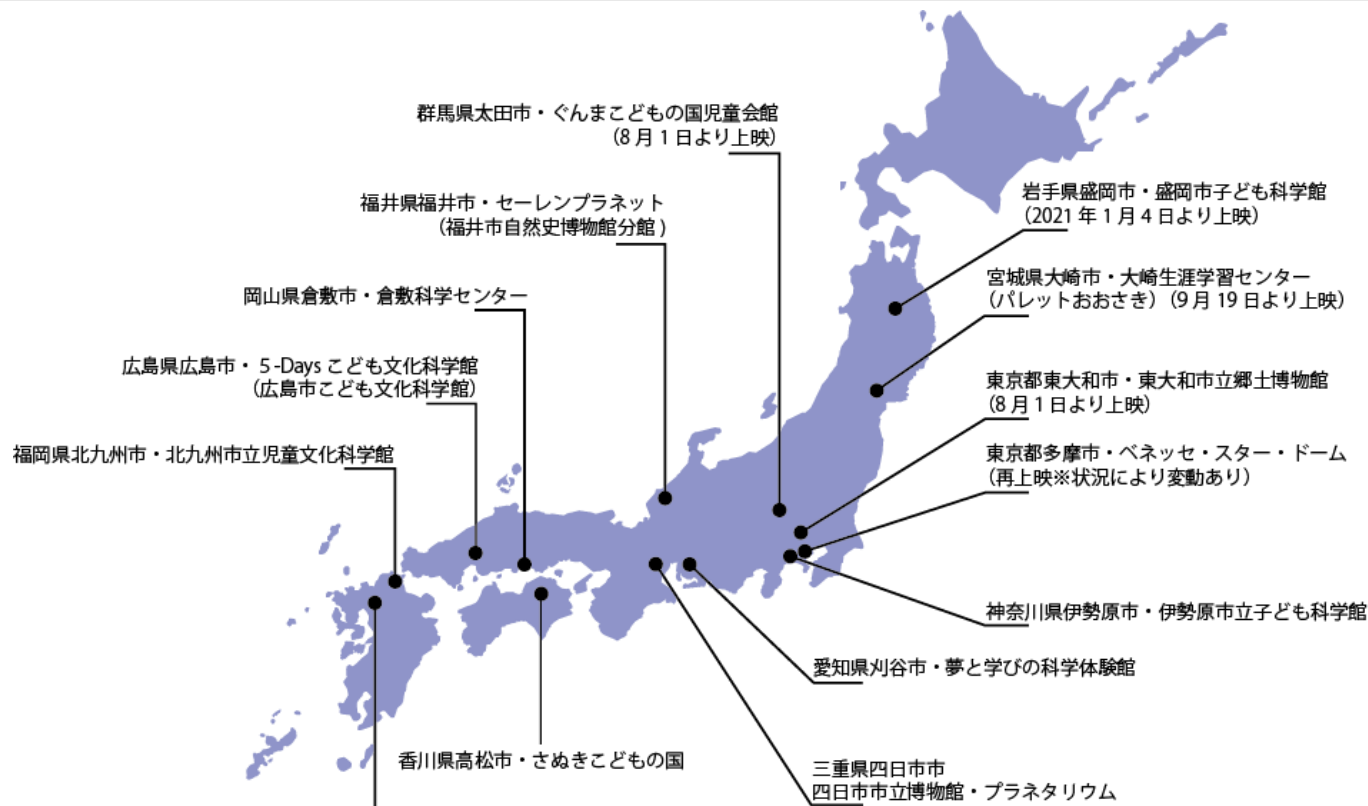 群馬県太田市・ぐんまこどもの国児童会館
(8月1日より上映)
福井県福井市・セーレンプラネット
(福井市自然史博物館分館)
岡山県倉敷市・倉敷科学センター
広島県広島市・5-Daysこども文化科学館
(広島市こども文化科学館)
福岡県北九州市・北九州市立児童文化科学館
岩手県盛岡市・盛岡市子ども科学館
(2021年1月4日より上映)
宮城県大崎市・大崎生涯学習センター
(パレットおおさき)(9月19日より上映)
東京都東大和市・東大和市立郷土博物館
(8月1日より上映)
東京都多摩市・ベネッセ・スター・ドーム
(再上映※状況により変動あり)
神奈川県伊勢原市・伊勢原市立子ども科学館
愛知県刈谷市・夢と学びの科学体験館
香川県高松市・さぬきこどもの国
三重県四日市市
四日市市立博物館・プラネタリウム